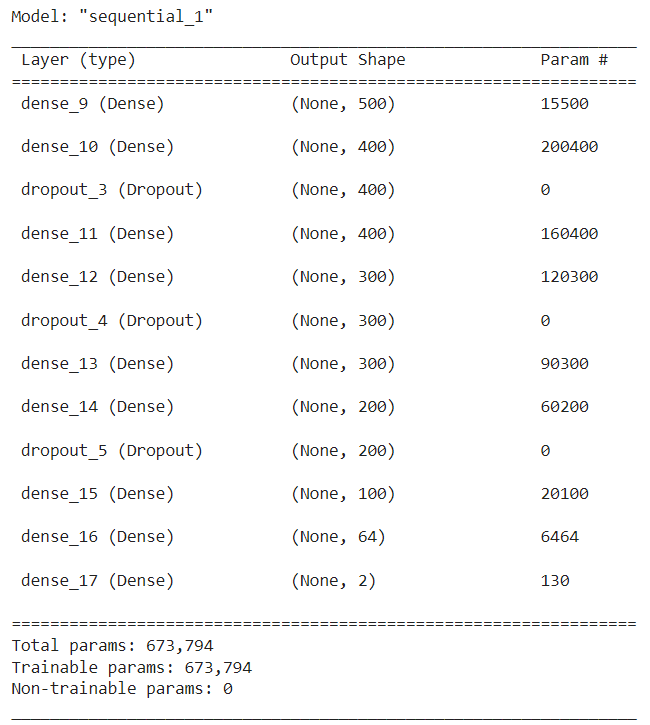 Model: "sequential_1"
_________________________________________________________________
Layer (type) Output Shape Param #
=================================================================
dense_9 (Dense) (None, 500) 15500
dense_10 (Dense) (None, 400) 200400
dropout_3 (Dropout) (None, 400) 0
dense_11 (Dense) (None, 400) 160400
dense_12 (Dense) (None, 300) 120300
dropout_4 (Dropout) (None, 300) 0
dense_13 (Dense) (None, 300) 90300
dense_14 (Dense) (None, 200) 60200
dropout_5 (Dropout) (None, 200) 0
dense_15 (Dense) (None, 100) 20100
dense_16 (Dense) (None, 64) 6464
dense_17 (Dense) (None, 2) 130
=================================================================
Total params: 673,794
Trainable params: 673,794
Non-trainable params: 0
_________________________________________________________________